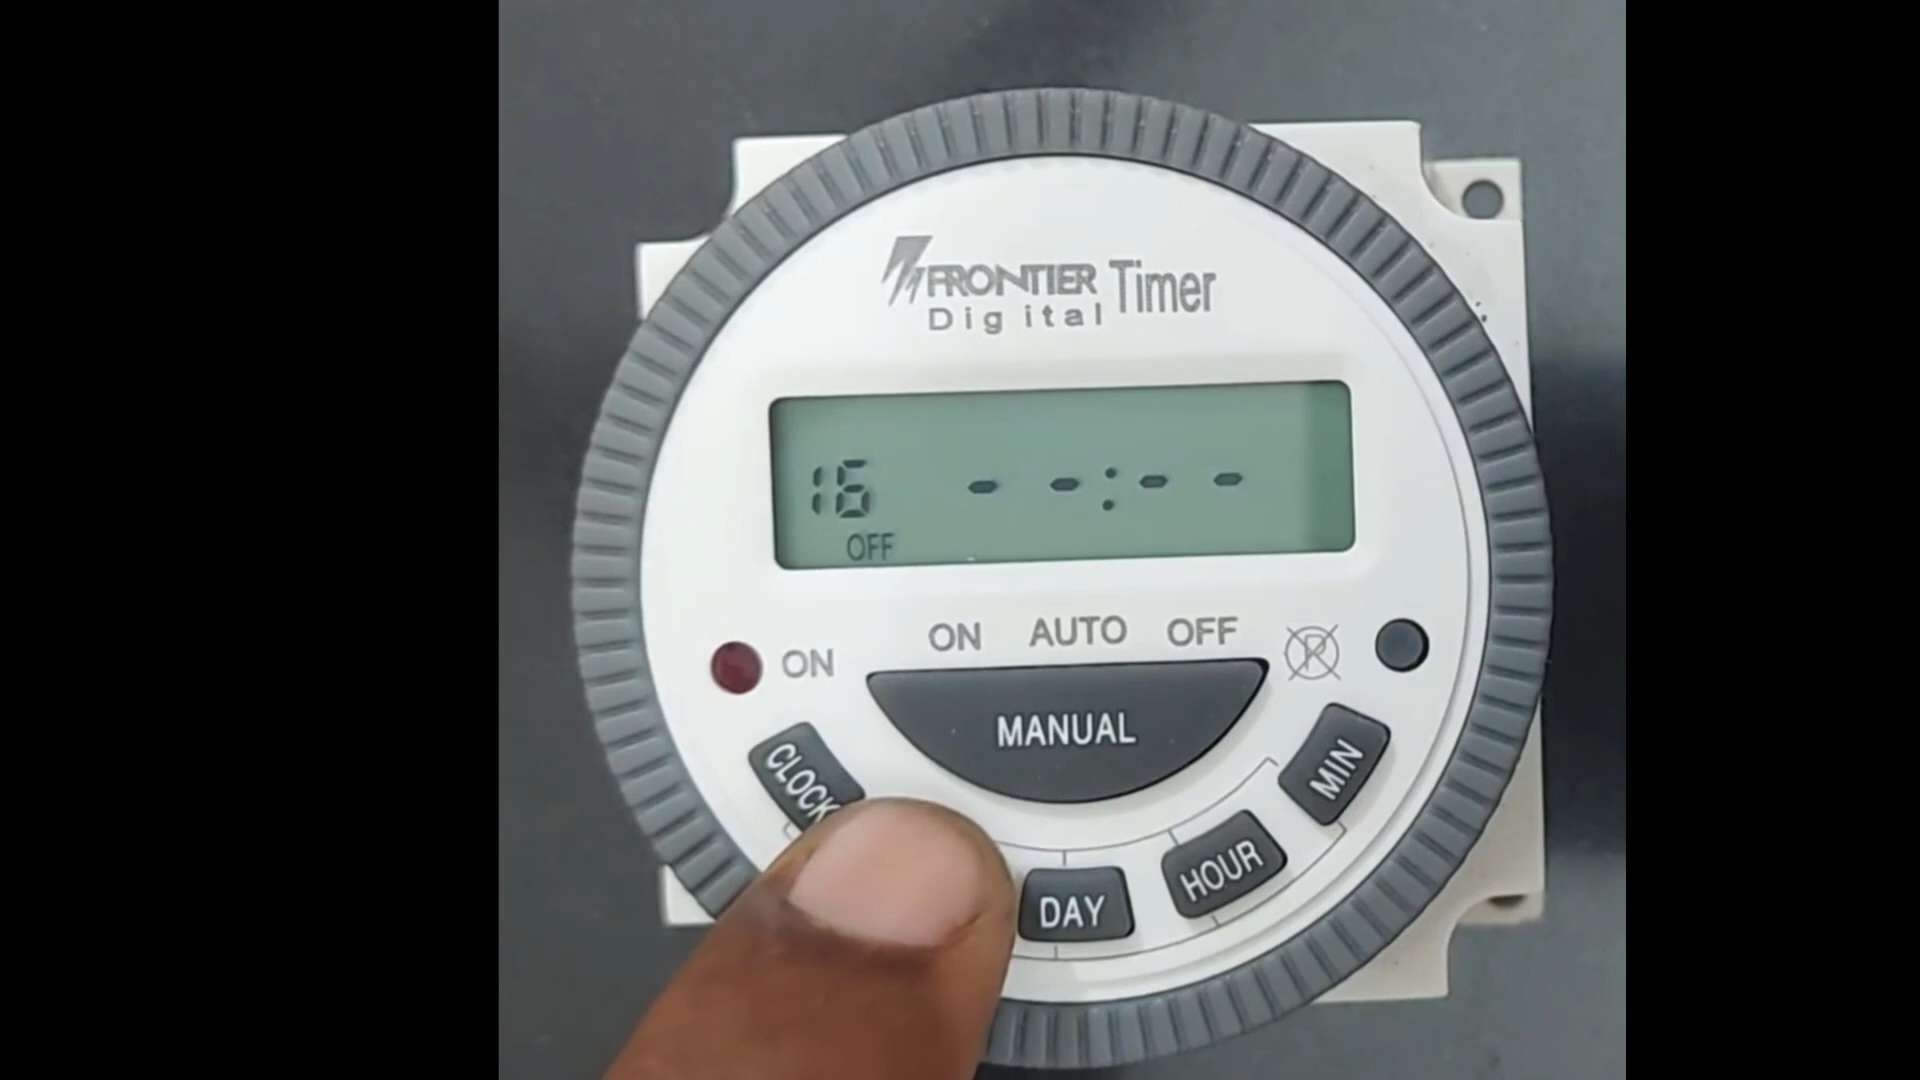 FRONTIER Timer
Digital
16 - -:- -
OFF
ON AUTO OFF
ON
P
MANUAL
CLOCK
DAY
HOUR
MIN